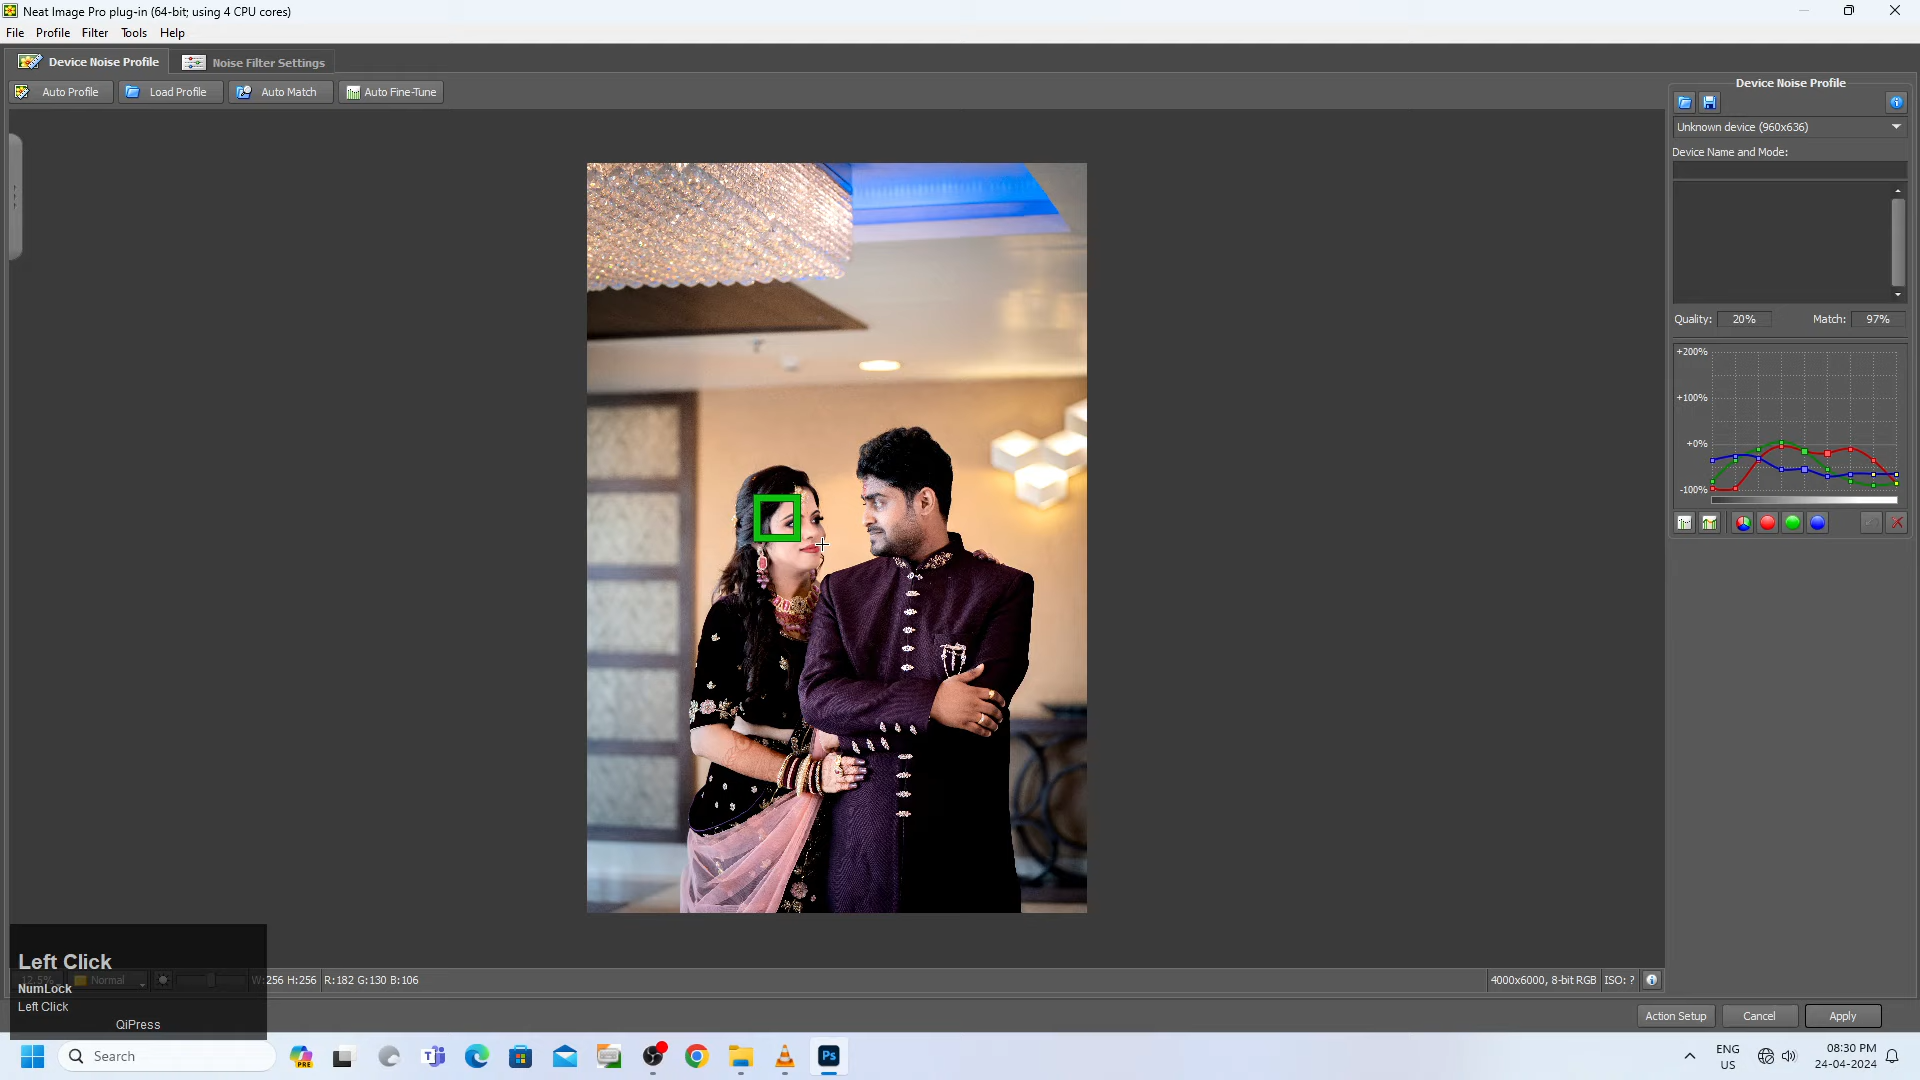 Neat Image Pro plug-in (64-bit; using 4 CPU cores)
File Profile Filter Tools Help
Device Noise Profile Noise Filter Settings
Auto Profile Load Profile Auto Match Auto Fine-Tune
Device Noise Profile
Unknown device (960x636)
Device Name and Mode:
Quality: 20% Match: 97%
+200%
+100%
+0%
-100%
Left Click
12.5% Normal W:256 H:256 R:182 G:130 B:106
4000x6000, 8-bit RGB ISO: ?
NumLock
Left Click
QiPress
Action Setup Cancel Apply
Search
PRE
Ps
ENG
US
08:30 PM
24-04-2024